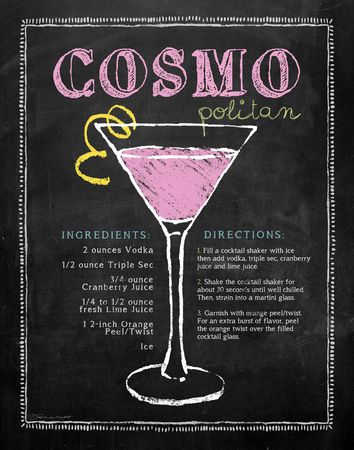 COSMO
politan
INGREDIENTS:
2 ounces Vodka
1/2 ounce Triple Sec
3/4 ounce
Cranberry Juice
1/4 to 1/2 ounce
fresh Lime Juice
1 2-inch Orange
Peel/Twist
Ice
DIRECTIONS:
1. Fill a cocktail shaker with ice
then add vodka, triple sec, cranberry
juice and lime juice.
2. Shake the cocktail shaker for
about 30 seconds until well chilled.
Then, strain into a martini glass.
3. Garnish with orange peel/twist.
For an extra burst of flavor, peel
the orange twist over the filled
cocktail glass.